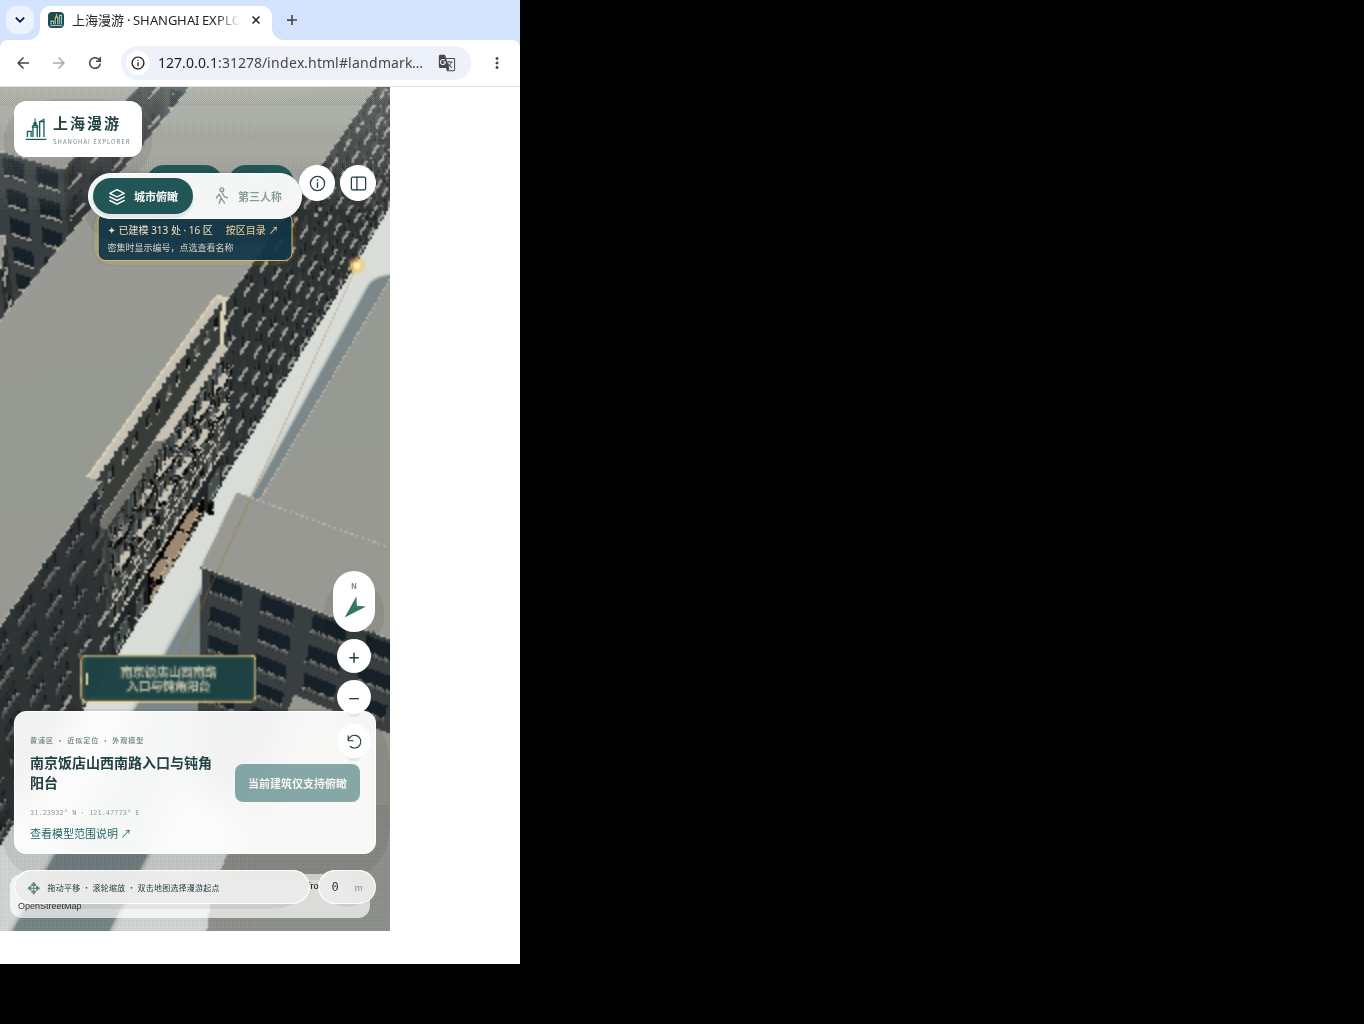 上海漫游 · SHANGHAI EXPLO
127.0.0.1:31278/index.html#landmark...
上海漫游
SHANGHAI EXPLORER
城市俯瞰
第三人称
✦ 已建模 313 处 · 16 区 按区目录 ↗
密集时显示编号，点选查看名称
南京饭店山西南路
入口与钝角阳台
N
+
−
黄浦区 · 近似定位 · 外观模型
南京饭店山西南路入口与钝角
阳台
当前建筑仅支持俯瞰
31.23932° N · 121.47773° E
查看模型范围说明 ↗
拖动平移 · 滚轮缩放 · 双击地图选择漫游起点
0 m
OpenStreetMap